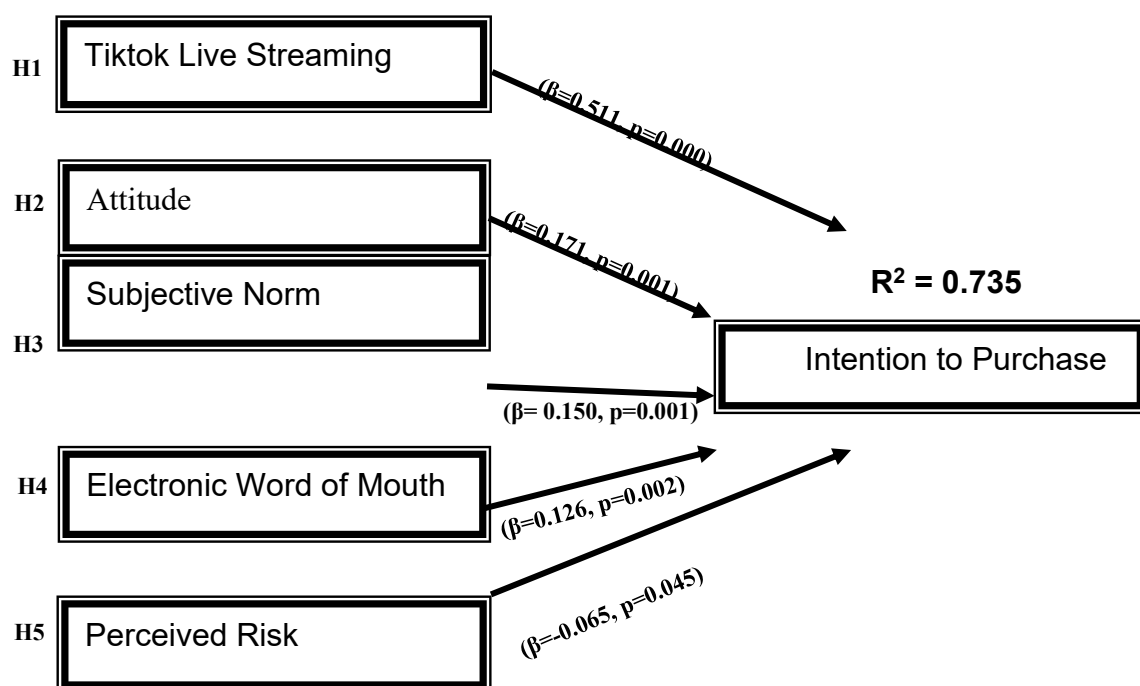 H1
Tiktok Live Streaming
(β=0.511, p=0.000)
H2
Attitude
(β=0.171, p=0.001)
Subjective Norm
R² = 0.735
H3
Intention to Purchase
(β= 0.150, p=0.001)
H4
Electronic Word of Mouth
(β=0.126, p=0.002)
H5
Perceived Risk
(β=-0.065, p=0.045)